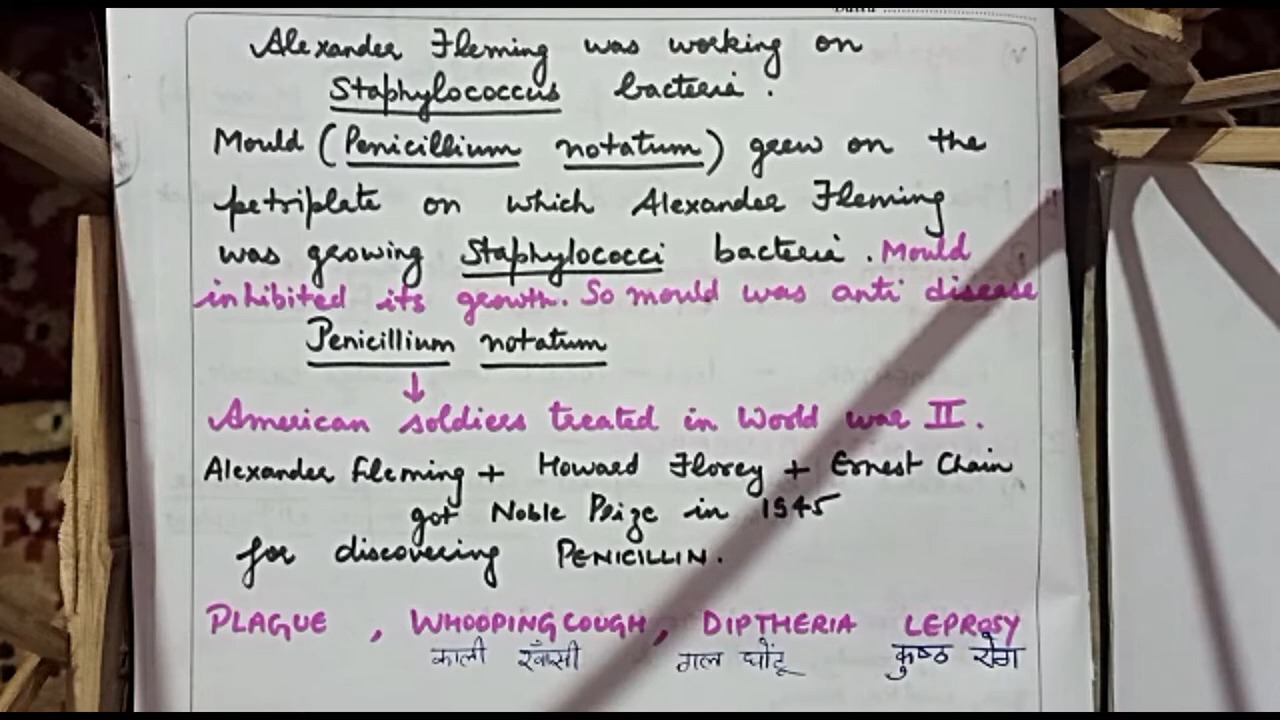 Alexander Fleming was working on
Staphylococcus bacteria.
Mould (Penicillium notatum) grew on the
petriplate on which Alexander Fleming
was growing Staphylococci bacteria. Mould
inhibited its growth. So mould was anti disease
Penicillium notatum
↓
American soldiers treated in World war II.
Alexander Fleming + Howard Florey + Ernest Chain
got Noble Prize in 1945
for discovering PENICILLIN.
PLAGUE, WHOOPING COUGH, DIPTHERIA LEPROSY
काली खाँसी गल घोंटू कुष्ठ रोग